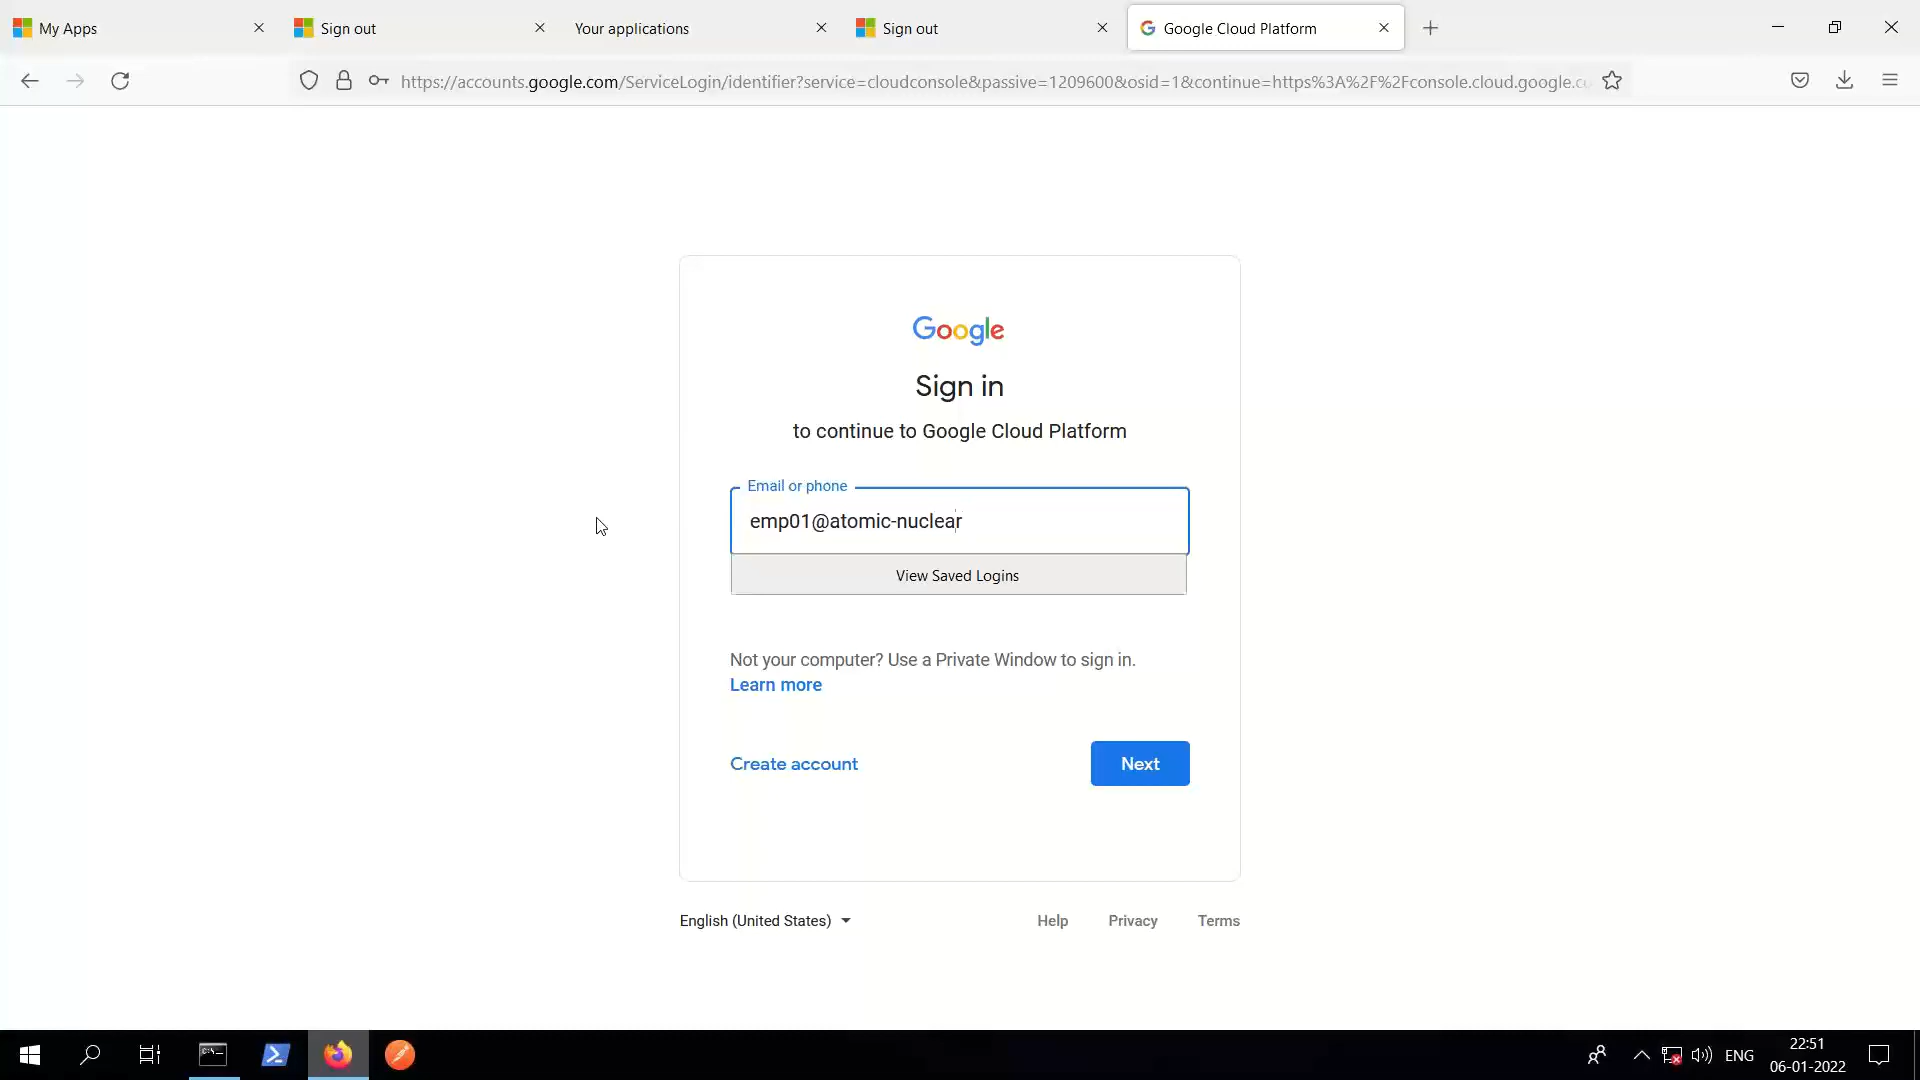 My Apps
Sign out
Your applications
Sign out
Google Cloud Platform
https://accounts.google.com/ServiceLogin/identifier?service=cloudconsole&passive=1209600&osid=1&continue=https%3A%2F%2Fconsole.cloud.google.co
Google
Sign in
to continue to Google Cloud Platform
Email or phone
emp01@atomic-nuclear
View Saved Logins
Not your computer? Use a Private Window to sign in.
Learn more
Create account
Next
English (United States)
Help
Privacy
Terms
ENG
22:51
06-01-2022